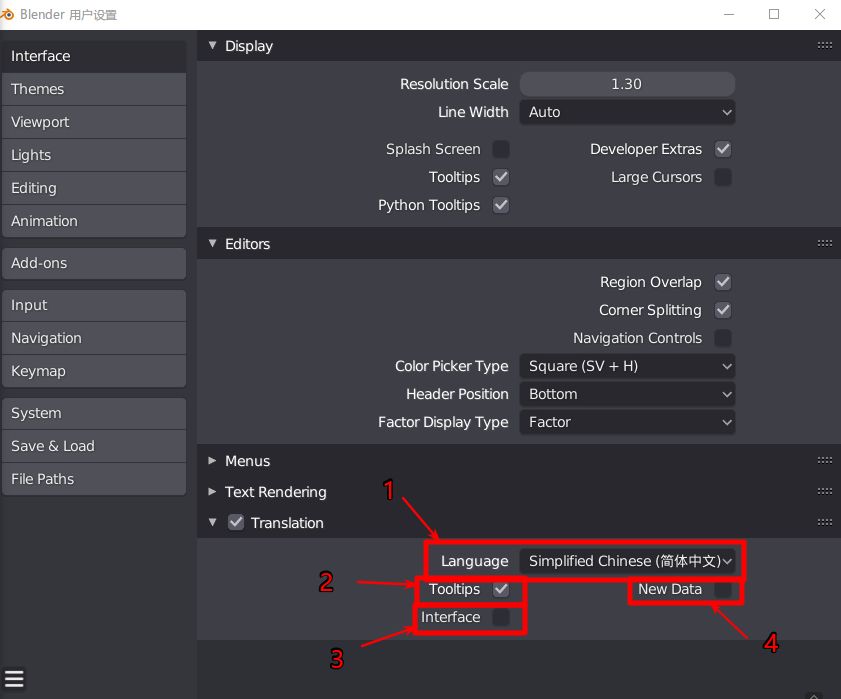 Blender 用户设置
Interface
Themes
Viewport
Lights
Editing
Animation
Add-ons
Input
Navigation
Keymap
System
Save & Load
File Paths
Display
Resolution Scale 1.30
Line Width Auto
Splash Screen Developer Extras
Tooltips Large Cursors
Python Tooltips
Editors
Region Overlap
Corner Splitting
Navigation Controls
Color Picker Type Square (SV + H)
Header Position Bottom
Factor Display Type Factor
Menus
Text Rendering
1
Translation
Language Simplified Chinese (简体中文)
2 Tooltips New Data
Interface
3 4